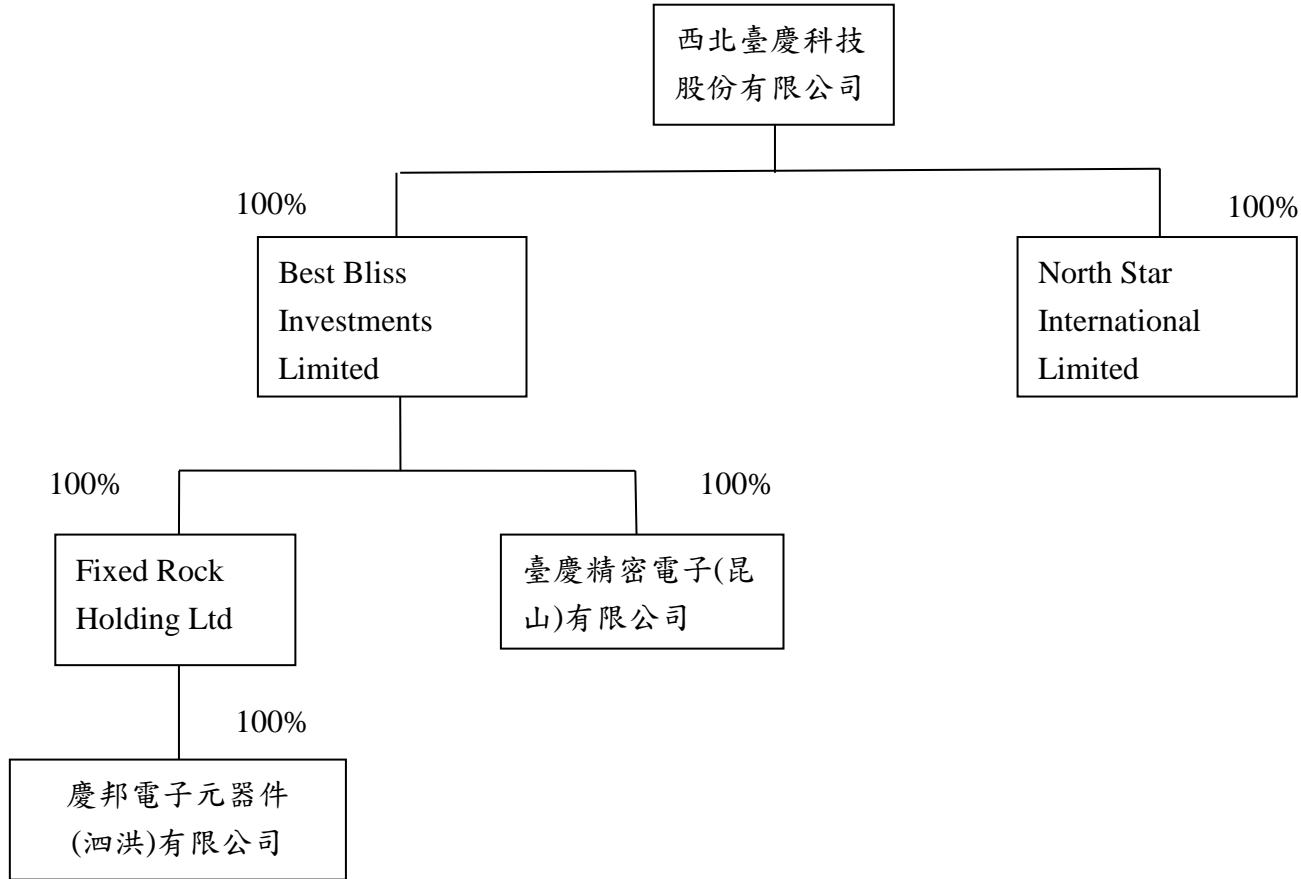 西北臺慶科技
股份有限公司
100%
100%
Best Bliss
Investments
Limited
North Star
International
Limited
100%
100%
Fixed Rock
Holding Ltd
臺慶精密電子(昆
山)有限公司
100%
慶邦電子元器件
(泗洪)有限公司